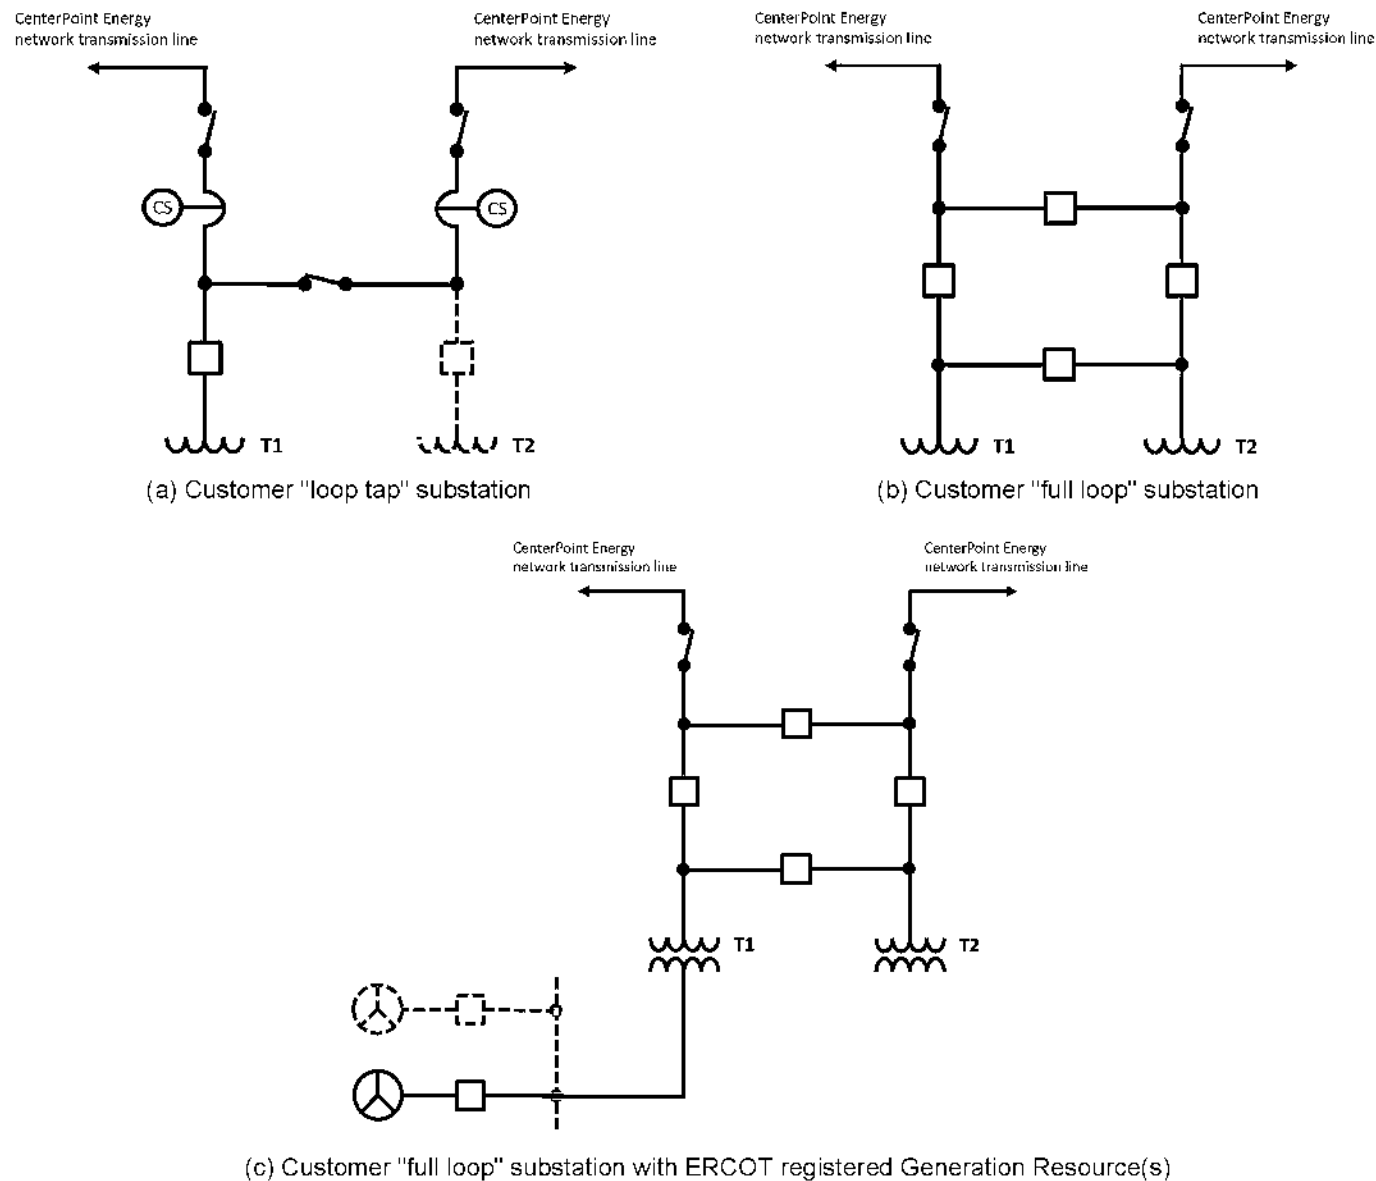 CenterPoint Energy
network transmission line
CenterPoint Energy
network transmission line
CS
CS
T1
T2
(a) Customer "loop tap" substation
CenterPoint Energy
network transmission line
CenterPoint Energy
network transmission line
T1
T2
(b) Customer "full loop" substation
CenterPoint Energy
network transmission line
CenterPoint Energy
network transmission line
T1
T2
(c) Customer "full loop" substation with ERCOT registered Generation Resource(s)